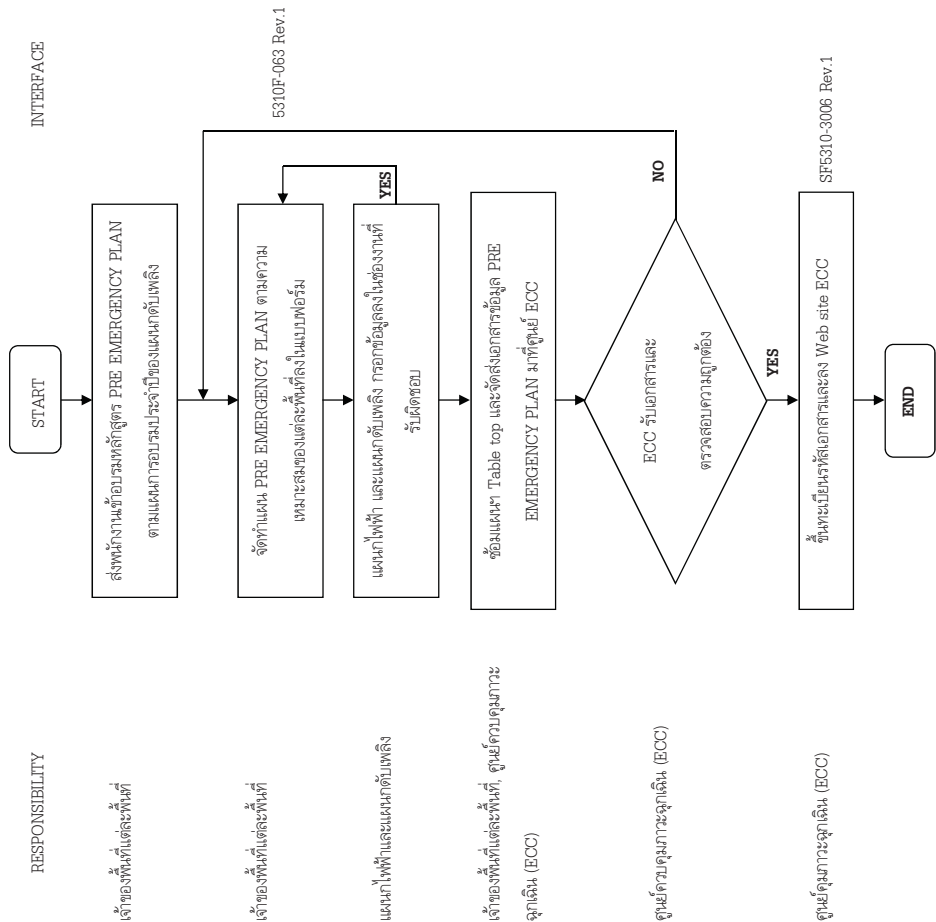 RESPONSIBILITY
INTERFACE
START
เจ้าของพื้นที่แต่ละพื้นที่
ส่งพนักงานเข้าอบรมหลักสูตร PRE EMERGENCY PLAN
ตามแผนการอบรมประจำปีของแผนกดับเพลิง
เจ้าของพื้นที่แต่ละพื้นที่
จัดทำแผน PRE EMERGENCY PLAN ตามความ
เหมาะสมของแต่ละพื้นที่ลงในแบบฟอร์ม
5310F-063 Rev.1
แผนกไฟฟ้าและแผนกดับเพลิง
แผนกไฟฟ้า และแผนกดับเพลิง กรอกข้อมูลลงในช่องงานที่
รับผิดชอบ
YES
เจ้าของพื้นที่แต่ละพื้นที่, ศูนย์ควบคุมภาวะ
ฉุกเฉิน (ECC)
ซ้อมแผนฯ Table top และจัดส่งเอกสารข้อมูล PRE
EMERGENCY PLAN มาที่ศูนย์ ECC
ศูนย์ควบคุมภาวะฉุกเฉิน (ECC)
ECC รับเอกสารและ
ตรวจสอบความถูกต้อง
NO
YES
ศูนย์คุมภาวะฉุกเฉิน (ECC)
ขึ้นทะเบียนรหัสเอกสารและลง Web site ECC
SF5310-3006 Rev.1
END